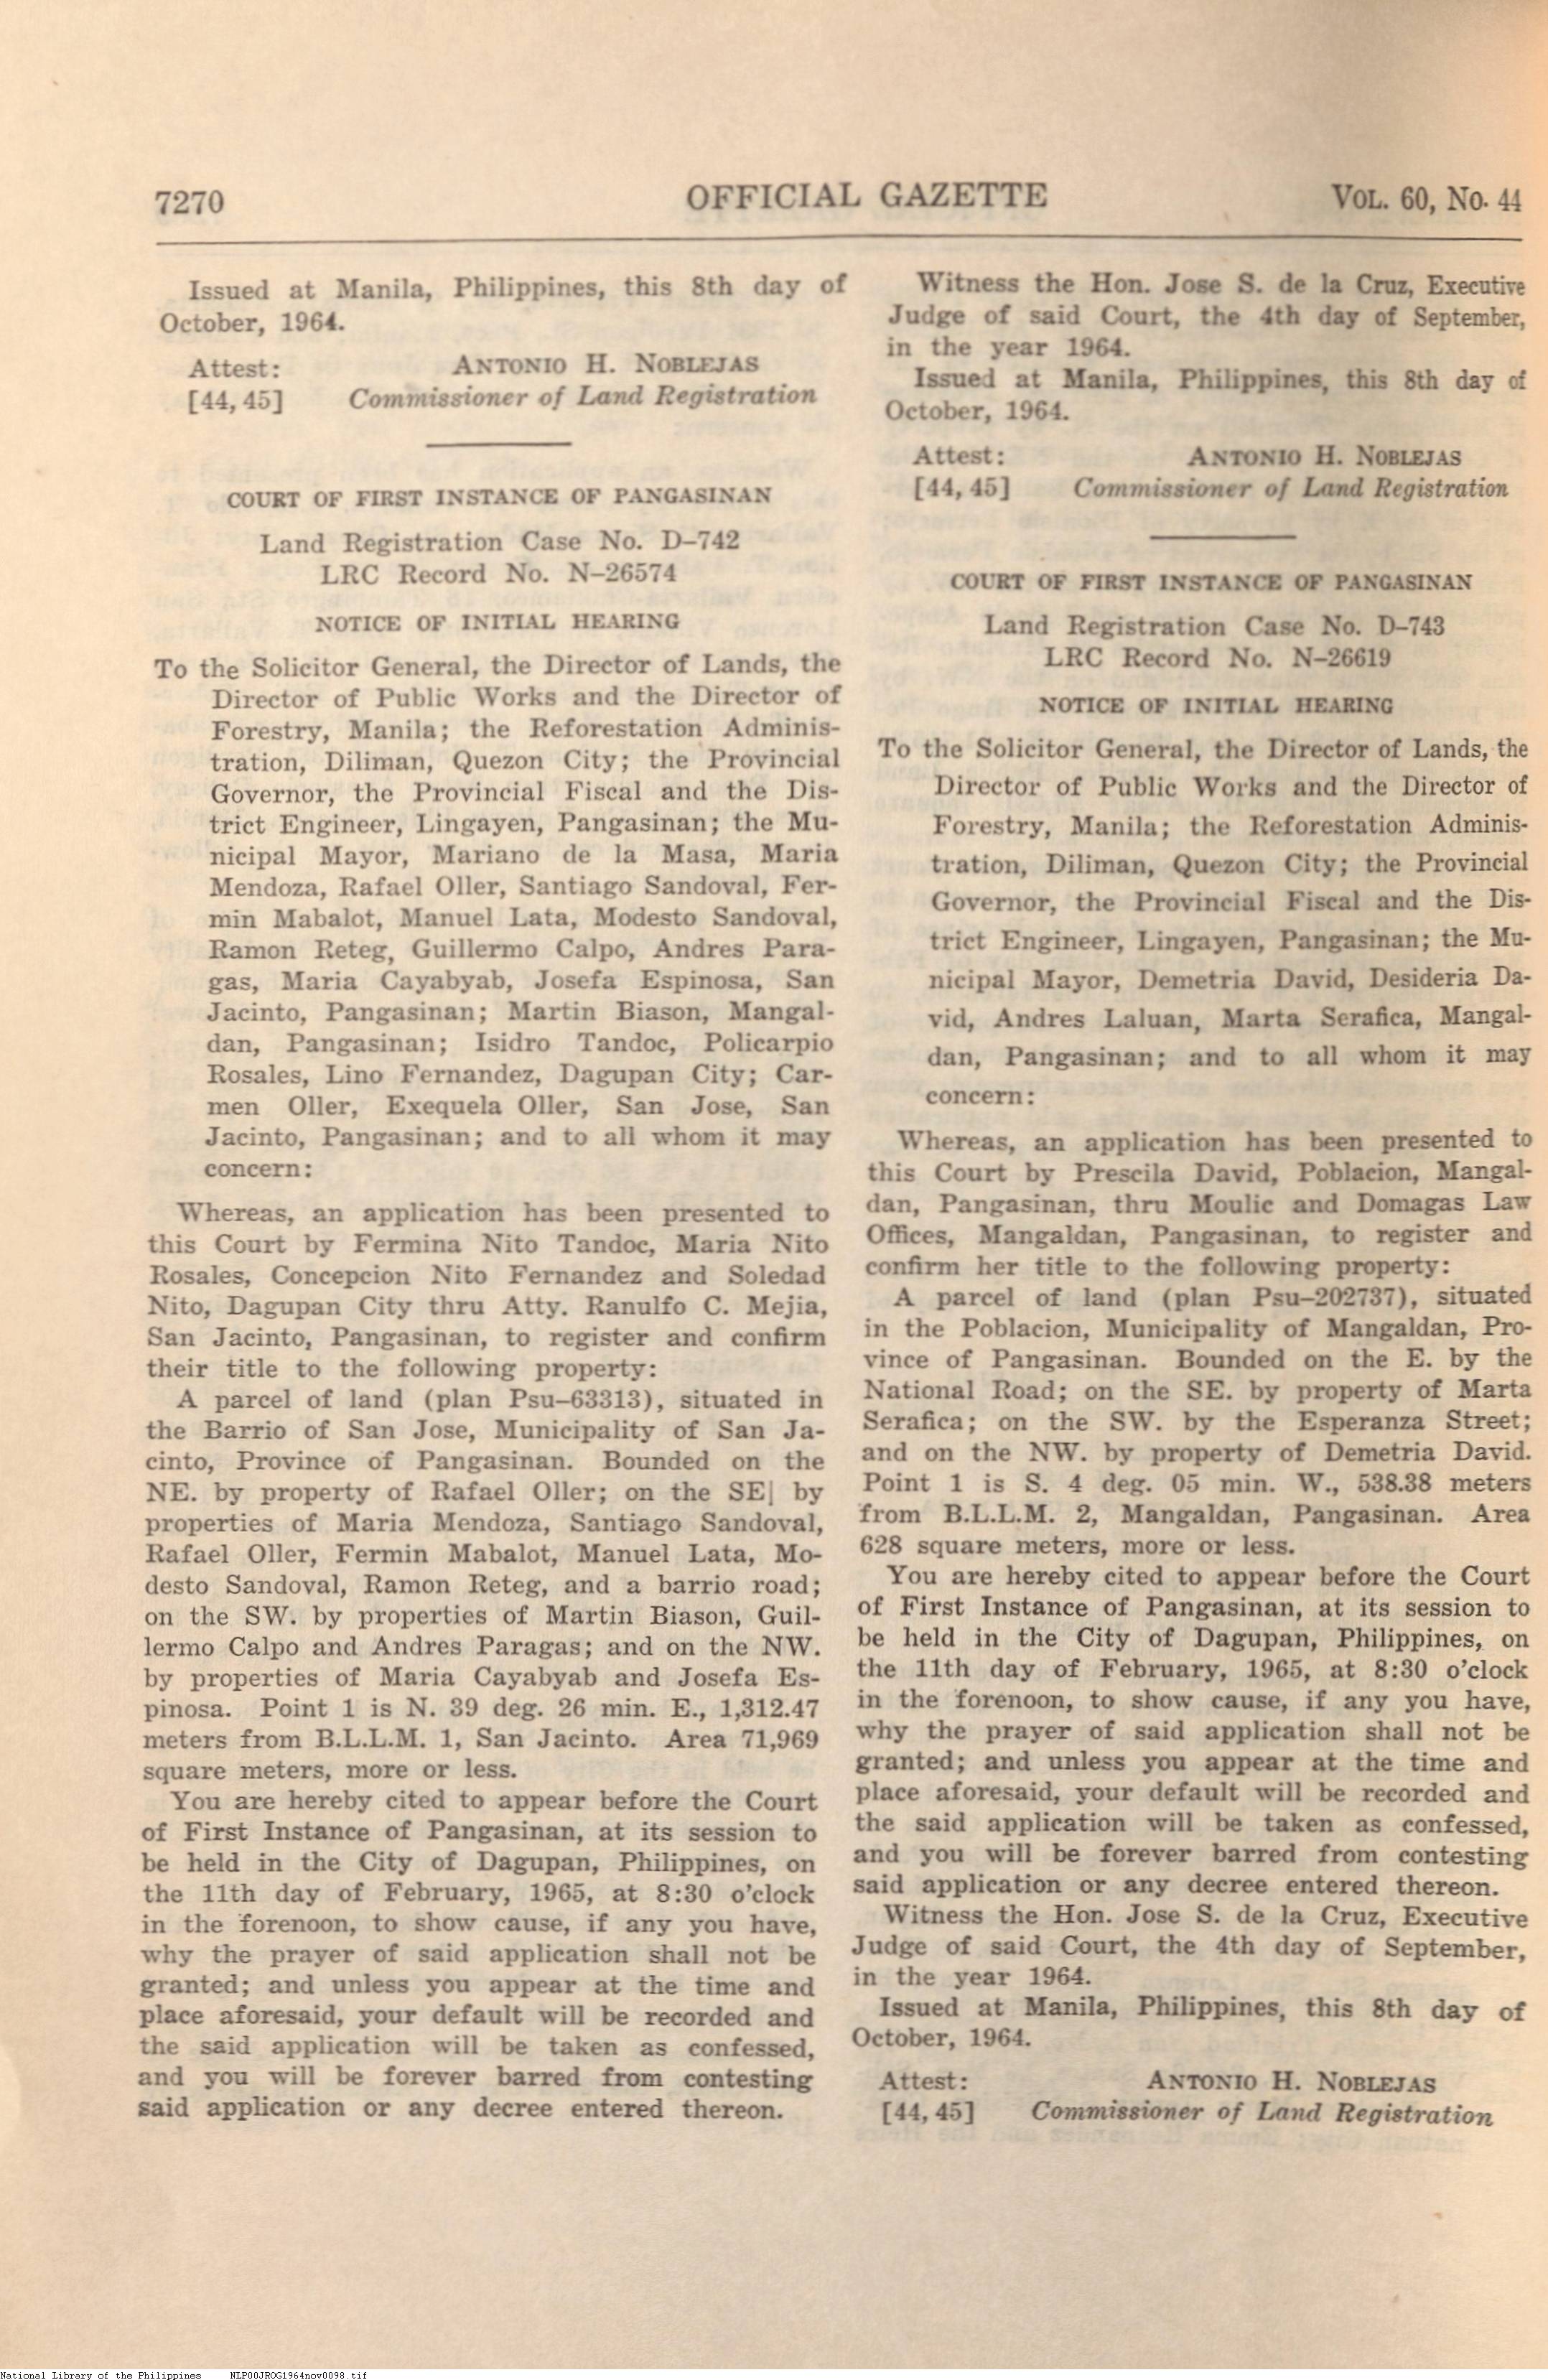 7270
OFFICIAL GAZETTE
VOL. 60, No. 44
Issued at Manila, Philippines, this 8th day of
October, 1964.
Attest:
ANTONIO H. NOBLEJAS
[44, 45]
Commissioner of Land Registration
COURT OF FIRST INSTANCE OF PANGASINAN
Land Registration Case No. D–742
LRC Record No. N–26574
NOTICE OF INITIAL HEARING
To the Solicitor General, the Director of Lands, the
Director of Public Works and the Director of
Forestry, Manila; the Reforestation Adminis-
tration, Diliman, Quezon City; the Provincial
Governor, the Provincial Fiscal and the Dis-
trict Engineer, Lingayen, Pangasinan; the Mu-
nicipal Mayor, Mariano de la Masa, Maria
Mendoza, Rafael Oller, Santiago Sandoval, Fer-
min Mabalot, Manuel Lata, Modesto Sandoval,
Ramon Reteg, Guillermo Calpo, Andres Para-
gas, Maria Cayabyab, Josefa Espinosa, San
Jacinto, Pangasinan; Martin Biason, Mangal-
dan, Pangasinan; Isidro Tandoc, Policarpio
Rosales, Lino Fernandez, Dagupan City; Car-
men Oller, Exequela Oller, San Jose, San
Jacinto, Pangasinan; and to all whom it may
concern:
Whereas, an application has been presented to
this Court by Fermina Nito Tandoc, Maria Nito
Rosales, Concepcion Nito Fernandez and Soledad
Nito, Dagupan City thru Atty. Ranulfo C. Mejia,
San Jacinto, Pangasinan, to register and confirm
their title to the following property:
A parcel of land (plan Psu–63313), situated in
the Barrio of San Jose, Municipality of San Ja-
cinto, Province of Pangasinan. Bounded on the
NE. by property of Rafael Oller; on the SE| by
properties of Maria Mendoza, Santiago Sandoval,
Rafael Oller, Fermin Mabalot, Manuel Lata, Mo-
desto Sandoval, Ramon Reteg, and a barrio road;
on the SW. by properties of Martin Biason, Guil-
lermo Calpo and Andres Paragas; and on the NW.
by properties of Maria Cayabyab and Josefa Es-
pinosa. Point 1 is N. 39 deg. 26 min. E., 1,312.47
meters from B.L.L.M. 1, San Jacinto. Area 71,969
square meters, more or less.
You are hereby cited to appear before the Court
of First Instance of Pangasinan, at its session to
be held in the City of Dagupan, Philippines, on
the 11th day of February, 1965, at 8:30 o'clock
in the forenoon, to show cause, if any you have,
why the prayer of said application shall not be
granted; and unless you appear at the time and
place aforesaid, your default will be recorded and
the said application will be taken as confessed,
and you will be forever barred from contesting
said application or any decree entered thereon.
Witness the Hon. Jose S. de la Cruz, Executive
Judge of said Court, the 4th day of September,
in the year 1964.
Issued at Manila, Philippines, this 8th day of
October, 1964.
Attest:
ANTONIO H. NOBLEJAS
[44, 45]
Commissioner of Land Registration
COURT OF FIRST INSTANCE OF PANGASINAN
Land Registration Case No. D–743
LRC Record No. N–26619
NOTICE OF INITIAL HEARING
To the Solicitor General, the Director of Lands, the
Director of Public Works and the Director of
Forestry, Manila; the Reforestation Adminis-
tration, Diliman, Quezon City; the Provincial
Governor, the Provincial Fiscal and the Dis-
trict Engineer, Lingayen, Pangasinan; the Mu-
nicipal Mayor, Demetria David, Desideria Da-
vid, Andres Laluan, Marta Serafica, Mangal-
dan, Pangasinan; and to all whom it may
concern:
Whereas, an application has been presented to
this Court by Prescila David, Poblacion, Mangal-
dan, Pangasinan, thru Moulic and Domagas Law
Offices, Mangaldan, Pangasinan, to register and
confirm her title to the following property:
A parcel of land (plan Psu–202737), situated
in the Poblacion, Municipality of Mangaldan, Pro-
vince of Pangasinan. Bounded on the E. by the
National Road; on the SE. by property of Marta
Serafica; on the SW. by the Esperanza Street;
and on the NW. by property of Demetria David.
Point 1 is S. 4 deg. 05 min. W., 538.38 meters
from B.L.L.M. 2, Mangaldan, Pangasinan. Area
628 square meters, more or less.
You are hereby cited to appear before the Court
of First Instance of Pangasinan, at its session to
be held in the City of Dagupan, Philippines, on
the 11th day of February, 1965, at 8:30 o'clock
in the forenoon, to show cause, if any you have,
why the prayer of said application shall not be
granted; and unless you appear at the time and
place aforesaid, your default will be recorded and
the said application will be taken as confessed,
and you will be forever barred from contesting
said application or any decree entered thereon.
Witness the Hon. Jose S. de la Cruz, Executive
Judge of said Court, the 4th day of September,
in the year 1964.
Issued at Manila, Philippines, this 8th day of
October, 1964.
Attest:
ANTONIO H. NOBLEJAS
[44, 45]
Commissioner of Land Registration
National Library of the Philippines NLP00JROG1964nov0098.tif